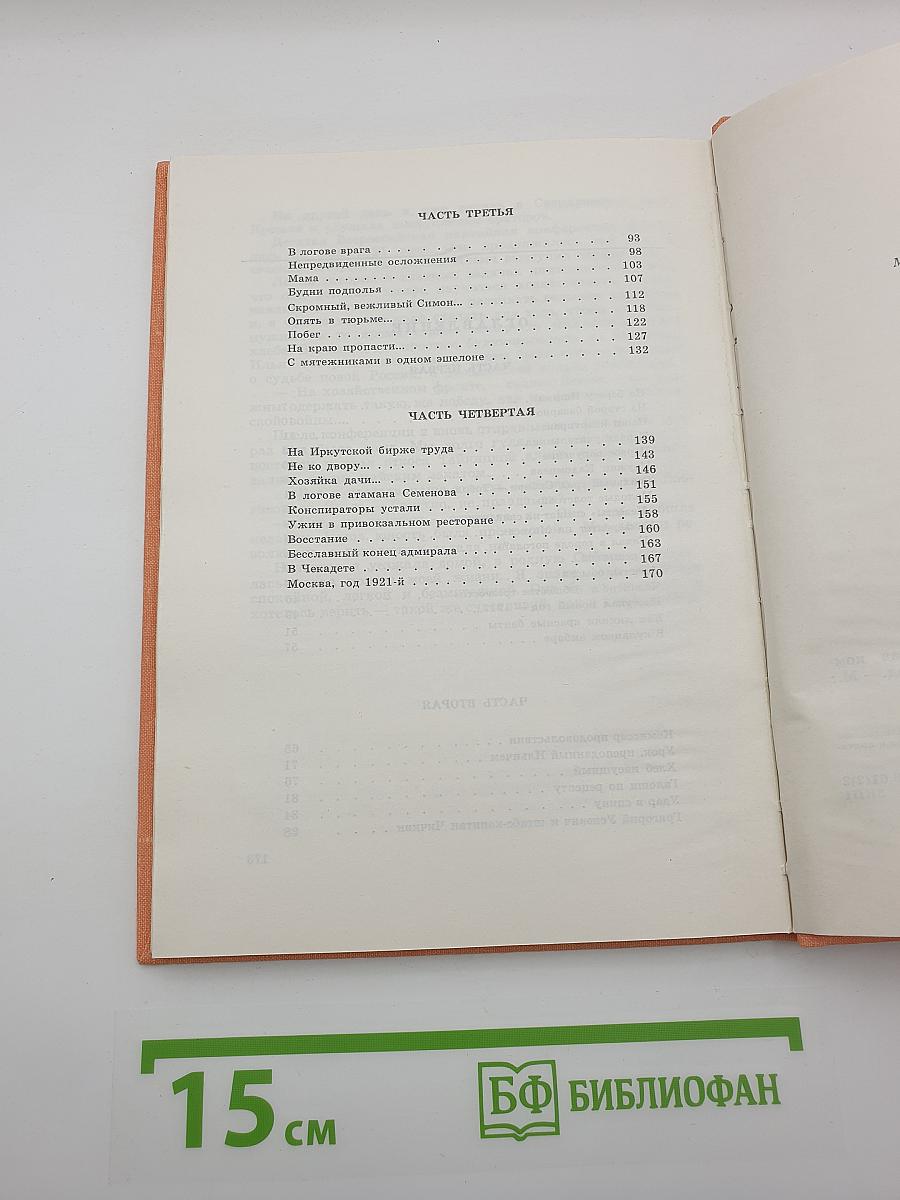 ЧАСТЬ ТРЕТЬЯ
В логове врага . . . . . . . . . . . . . . . . . 93
Непредвиденные осложнения . . . . . . . . . . . . 98
Мама . . . . . . . . . . . . . . . . . . . . . 103
Будни подполья . . . . . . . . . . . . . . . . . 107
Скромный, вежливый Симон... . . . . . . . . . . . 112
Опять в тюрьме... . . . . . . . . . . . . . . . . 118
Побег . . . . . . . . . . . . . . . . . . . . . 122
На краю пропасти... . . . . . . . . . . . . . . . 127
С мятежниками в одном эшелоне . . . . . . . . . . 132
ЧАСТЬ ЧЕТВЕРТАЯ
На Иркутской бирже труда . . . . . . . . . . . . 139
Не ко двору... . . . . . . . . . . . . . . . . . 143
Хозяйка дачи... . . . . . . . . . . . . . . . . . 146
В логове атамана Семенова . . . . . . . . . . . . 151
Конспираторы устали . . . . . . . . . . . . . . . 155
Ужин в привокзальном ресторане . . . . . . . . . 158
Восстание . . . . . . . . . . . . . . . . . . . 160
Бесславный конец адмирала . . . . . . . . . . . . 163
В Чекадете . . . . . . . . . . . . . . . . . . . 167
Москва, год 1921-й . . . . . . . . . . . . . . . 170
15 см
БФ БИБЛИОФАН